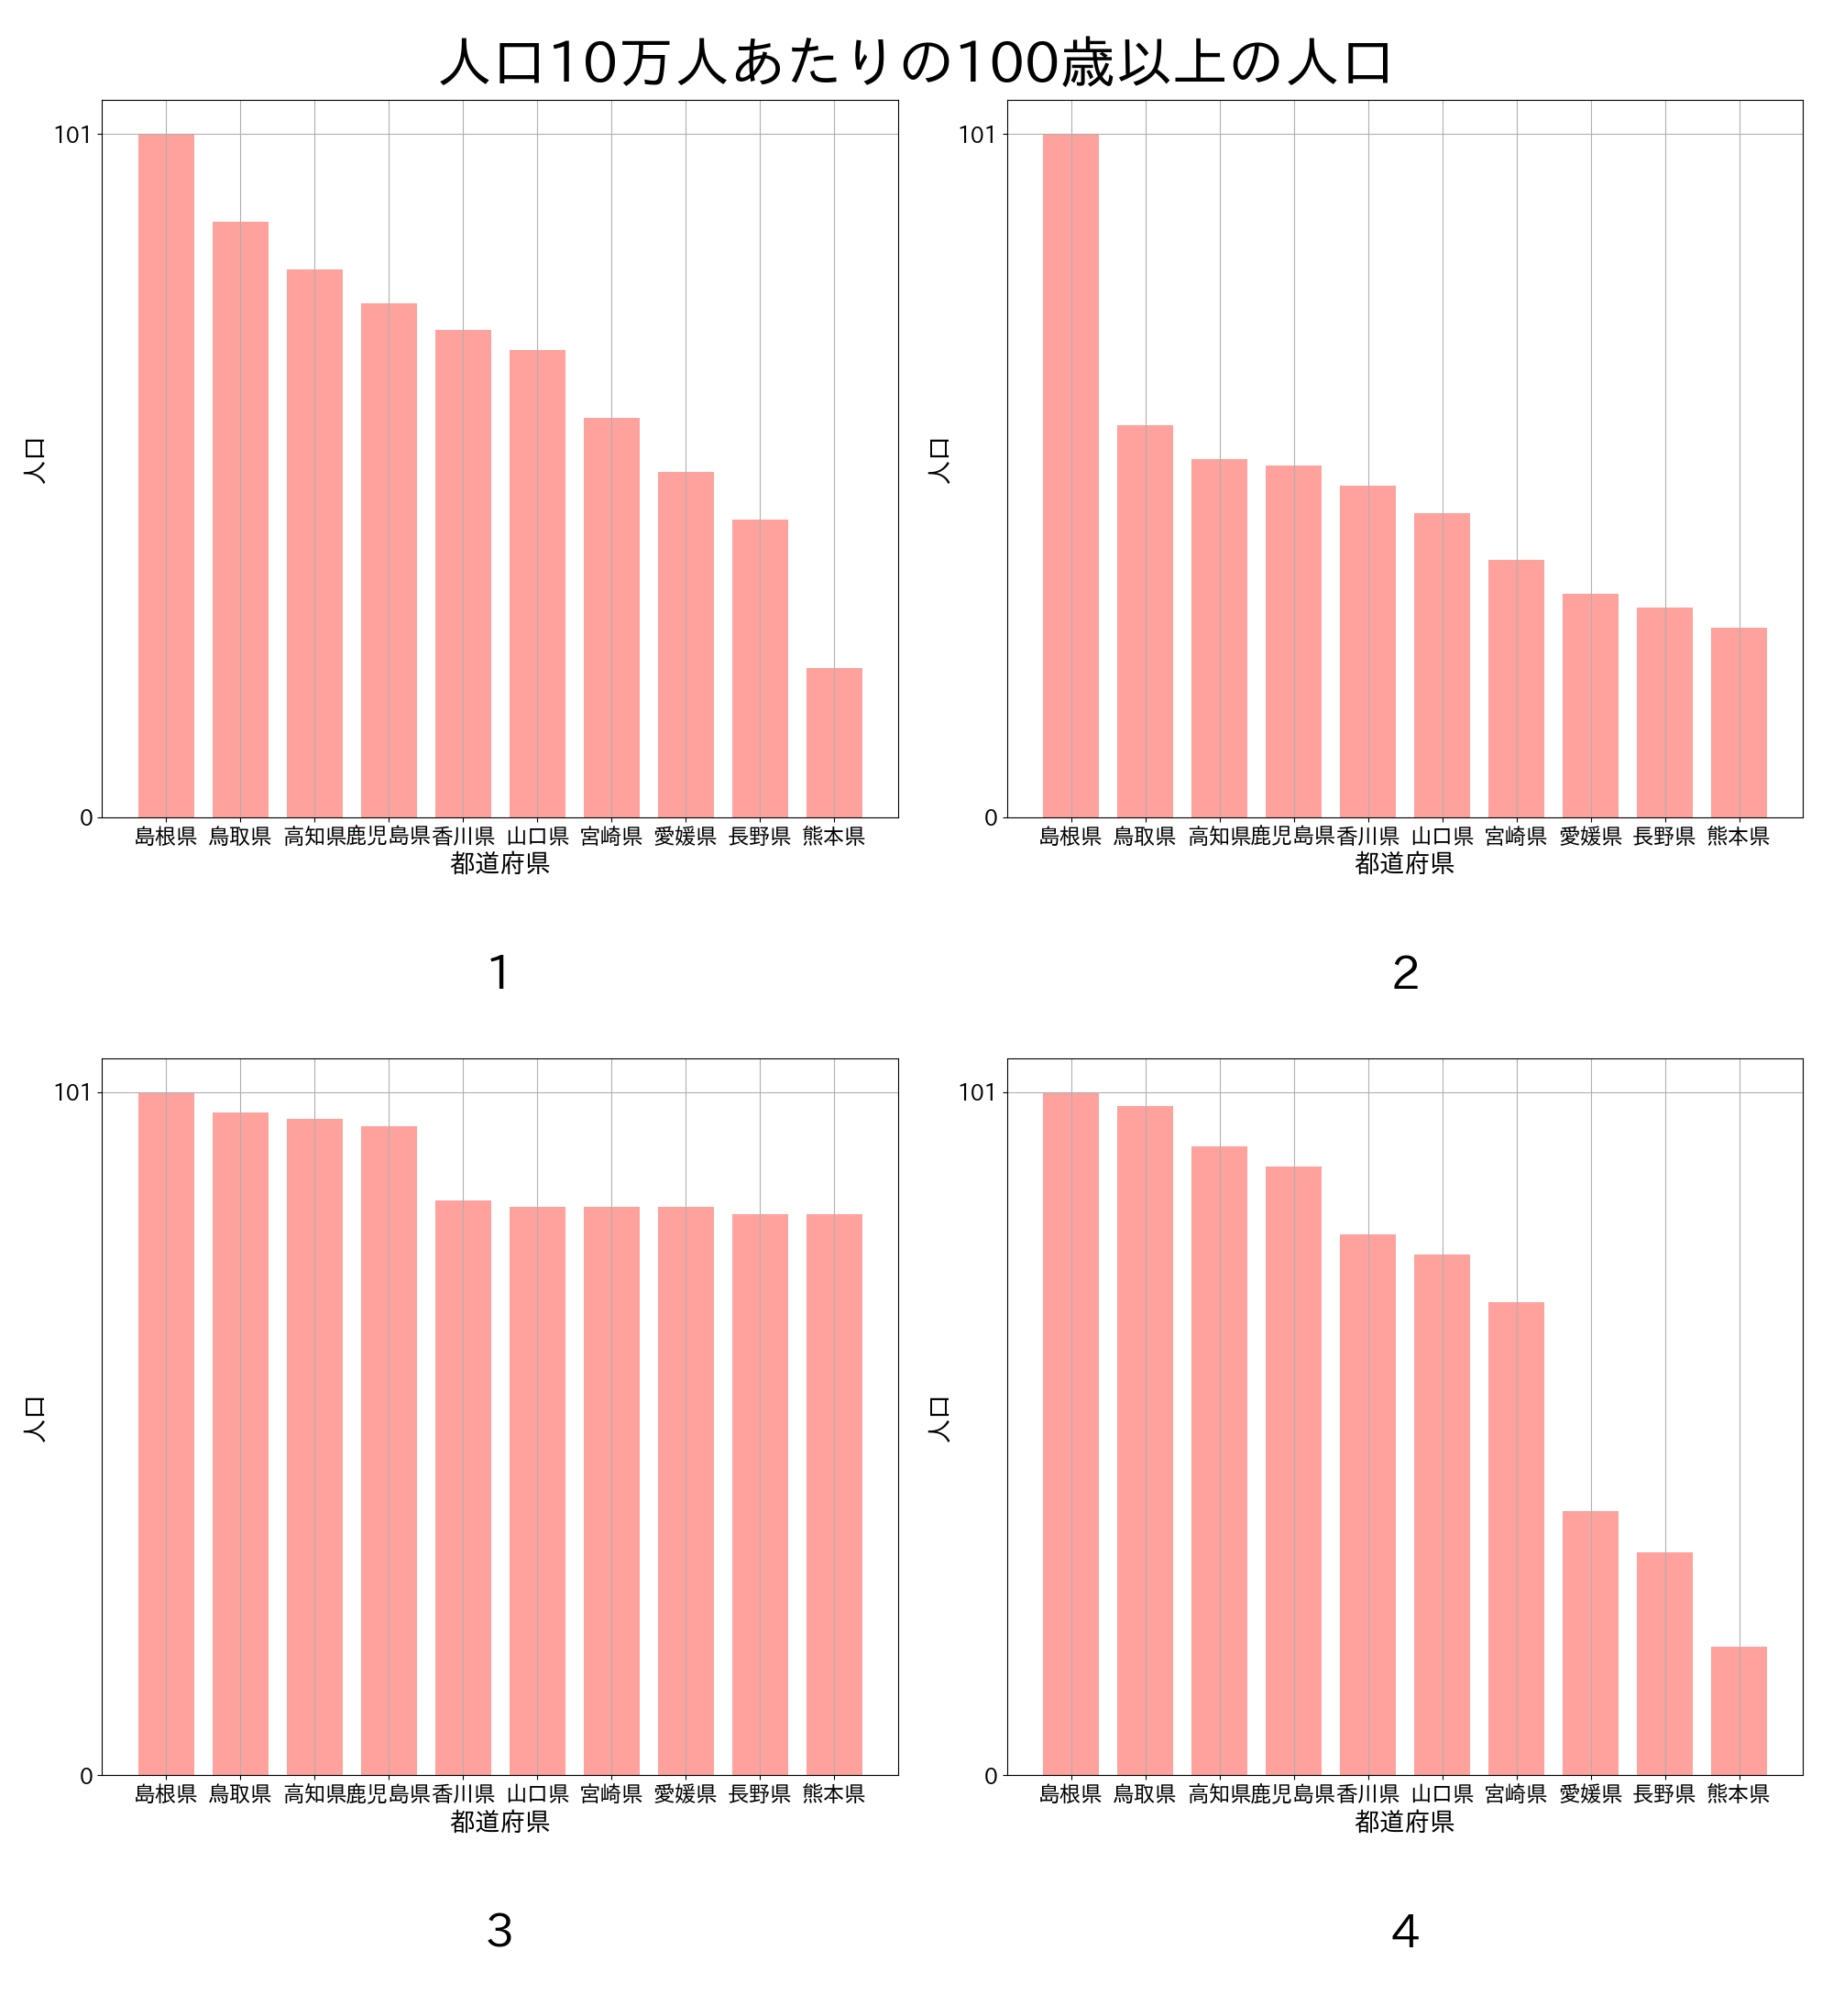 人口10万人あたりの100歳以上の人口
101
0
人口
島根県 鳥取県 高知県 鹿児島県 香川県 山口県 宮崎県 愛媛県 長野県 熊本県
都道府県
1
101
0
人口
島根県 鳥取県 高知県 鹿児島県 香川県 山口県 宮崎県 愛媛県 長野県 熊本県
都道府県
2
101
0
人口
島根県 鳥取県 高知県 鹿児島県 香川県 山口県 宮崎県 愛媛県 長野県 熊本県
都道府県
3
101
0
人口
島根県 鳥取県 高知県 鹿児島県 香川県 山口県 宮崎県 愛媛県 長野県 熊本県
都道府県
4